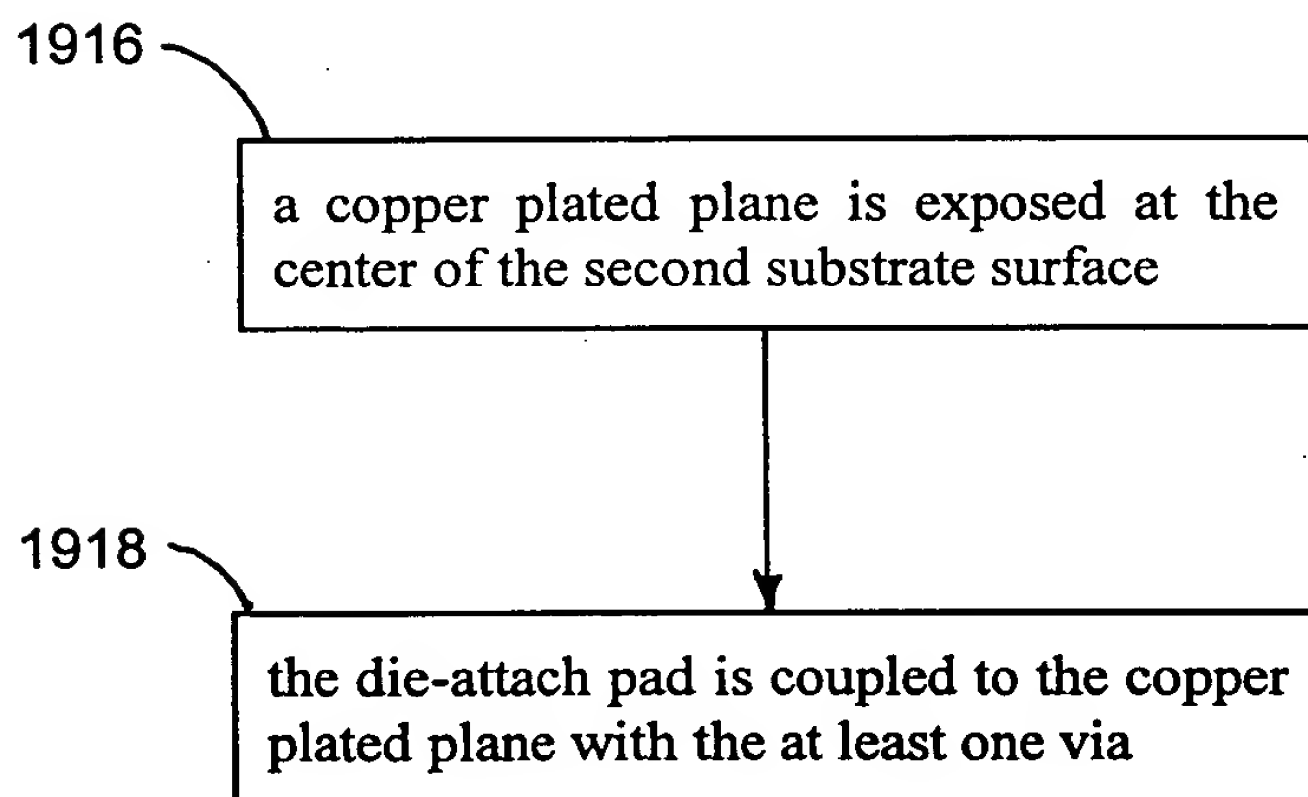 1916
a copper plated plane is exposed at the
center of the second substrate surface
1918
the die-attach pad is coupled to the copper
plated plane with the at least one via